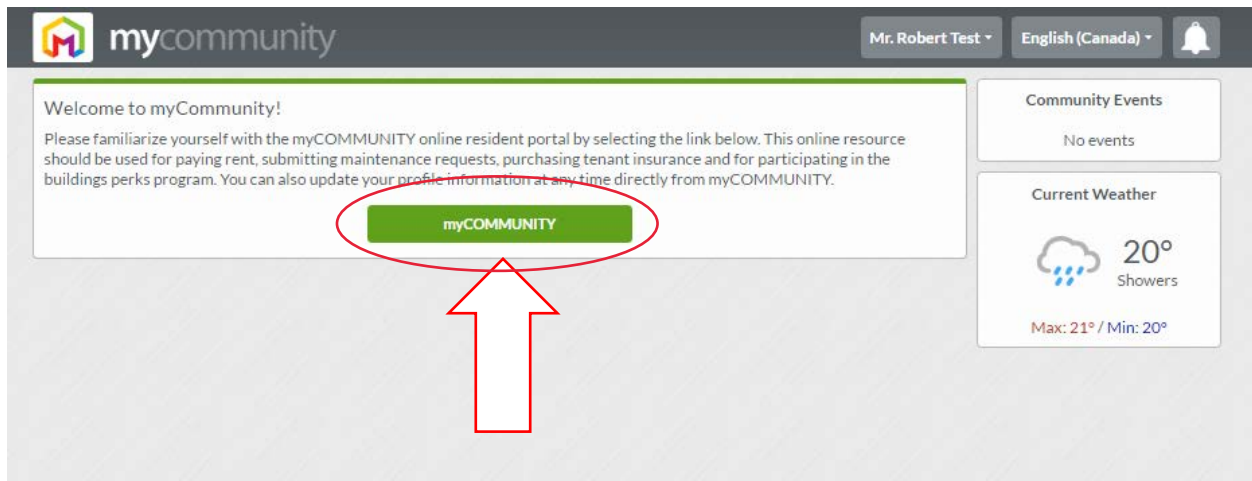 mycommunity
Mr. Robert Test
English (Canada)
Welcome to myCommunity!
Please familiarize yourself with the myCOMMUNITY online resident portal by selecting the link below. This online resource
should be used for paying rent, submitting maintenance requests, purchasing tenant insurance and for participating in the
buildings perks program. You can also update your profile information at any time directly from myCOMMUNITY.
myCOMMUNITY
Community Events
No events
Current Weather
20°
Showers
Max: 21° / Min: 20°